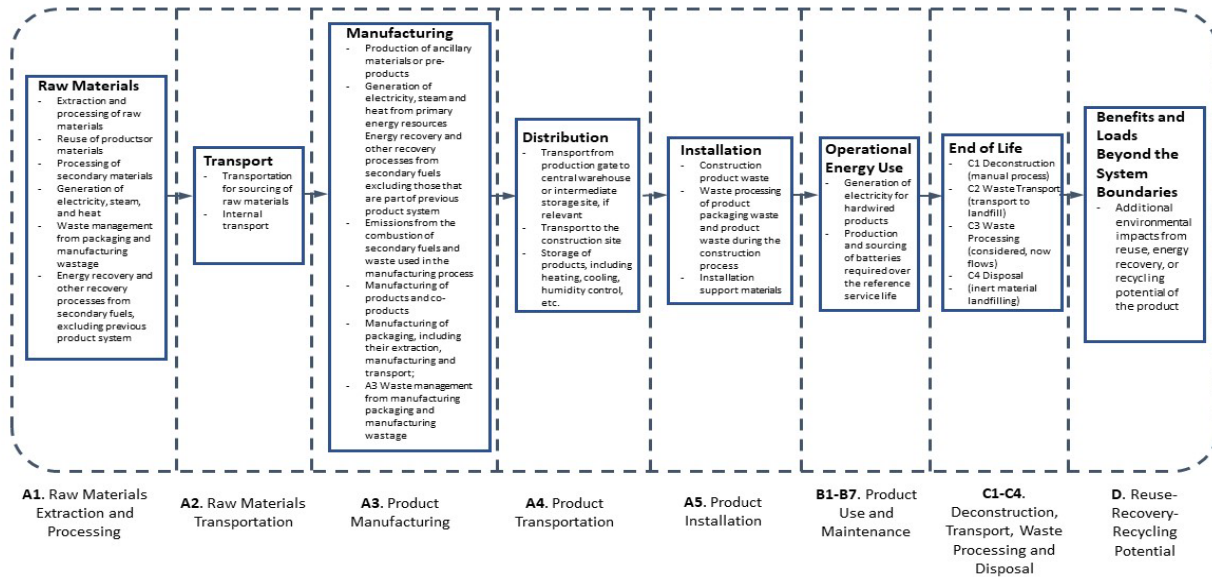 Raw Materials
- Extraction and
processing of raw
materials
- Reuse of productsor
materials
- Processing of
secondary materials
- Generation of
electricity, steam,
and heat
- Waste management
from packaging and
manufacturing
wastage
- Energy recovery and
other recovery
processes from
secondary fuels,
excluding previous
product system
Transport
- Transportation
for sourcing of
raw materials
- Internal
transport
Manufacturing
- Production of ancillary
materials or pre-
products
- Generation of
electricity, steam and
heat from primary
energy resources
Energy recovery and
other recovery
processes from
secondary fuels
excluding those that
are part of previous
product system
- Emissions from the
combustion of
secondary fuels and
waste used in the
manufacturing process
- Manufacturing of
products and co-
products
- Manufacturing of
packaging, including
their extraction,
manufacturing and
transport;
- A3 Waste management
from manufacturing
packaging and
manufacturing wastage
Distribution
- Transport from
production gate to
central warehouse
or intermediate
storage site, if
relevant
- Transport to the
construction site
- Storage of
products, including
heating, cooling,
humidity control,
etc.
Installation
- Construction
product waste
- Waste processing
of product
packaging waste
and product
waste during the
construction
process
- Installation
support materials
Operational
Energy Use
- Generation of
electricity for
hardwired
products
- Production
and sourcing
of batteries
required over
the reference
service life
End of Life
- C1 Deconstruction
(manual process)
- C2 Waste Transport
(transport to
landfill)
- C3 Waste
Processing
(considered, now
flows)
- C4 Disposal
- (inert material
landfilling)
Benefits and
Loads
Beyond the
System
Boundaries
- Additional
environmental
impacts from
reuse, energy
recovery, or
recycling
potential of
the product
A1. Raw Materials
Extraction and
Processing
A2. Raw Materials
Transportation
A3. Product
Manufacturing
A4. Product
Transportation
A5. Product
Installation
B1-B7. Product
Use and
Maintenance
C1-C4.
Deconstruction,
Transport, Waste
Processing and
Disposal
D. Reuse-
Recovery-
Recycling
Potential